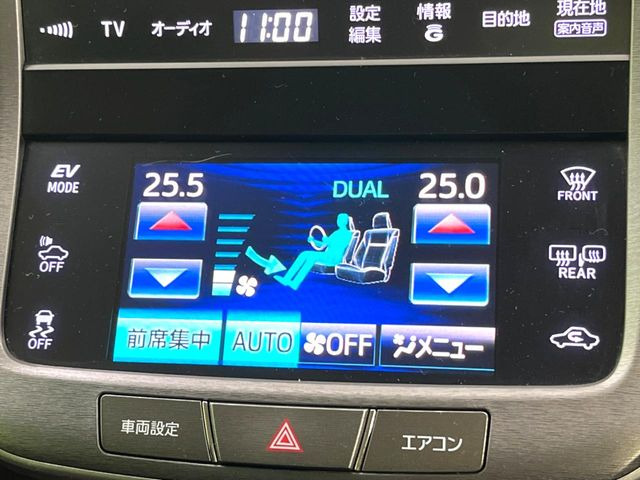 TV オーディオ 11:00 設定編集 情報 G 目的地 現在地 案内音声
EV MODE
OFF
OFF
25.5 DUAL 25.0
前席集中 AUTO OFF メニュー
FRONT
REAR
車両設定 エアコン